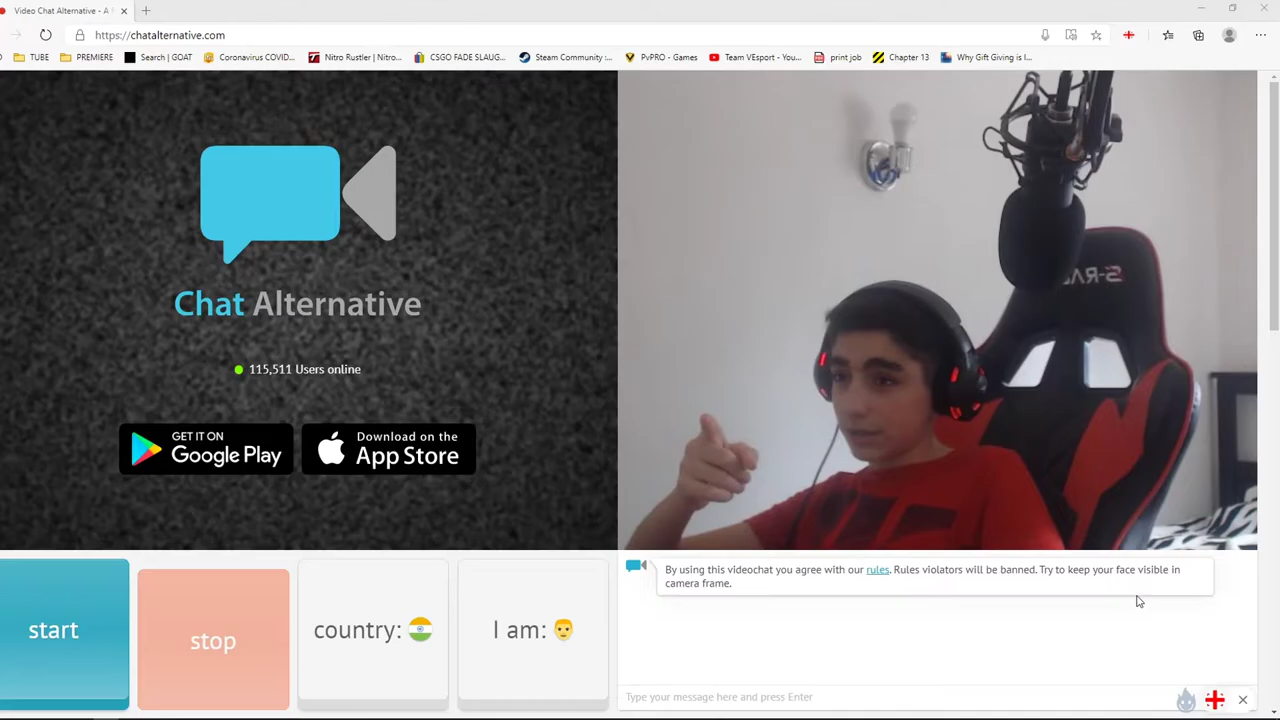 Video Chat Alternative - A
https://chatalternative.com
TUBE
PREMIERE
Search | GOAT
Coronavirus COVID...
Nitro Rustler | Nitro...
CSGO FADE SLAUG...
Steam Community :...
PvPRO - Games
Team VEsport - You...
print job
Chapter 13
Why Gift Giving is I...
Chat Alternative
115,511 Users online
GET IT ON
Google Play
Download on the
App Store
By using this videochat you agree with our rules. Rules violators will be banned. Try to keep your face visible in
camera frame.
start
stop
country:
I am:
Type your message here and press Enter